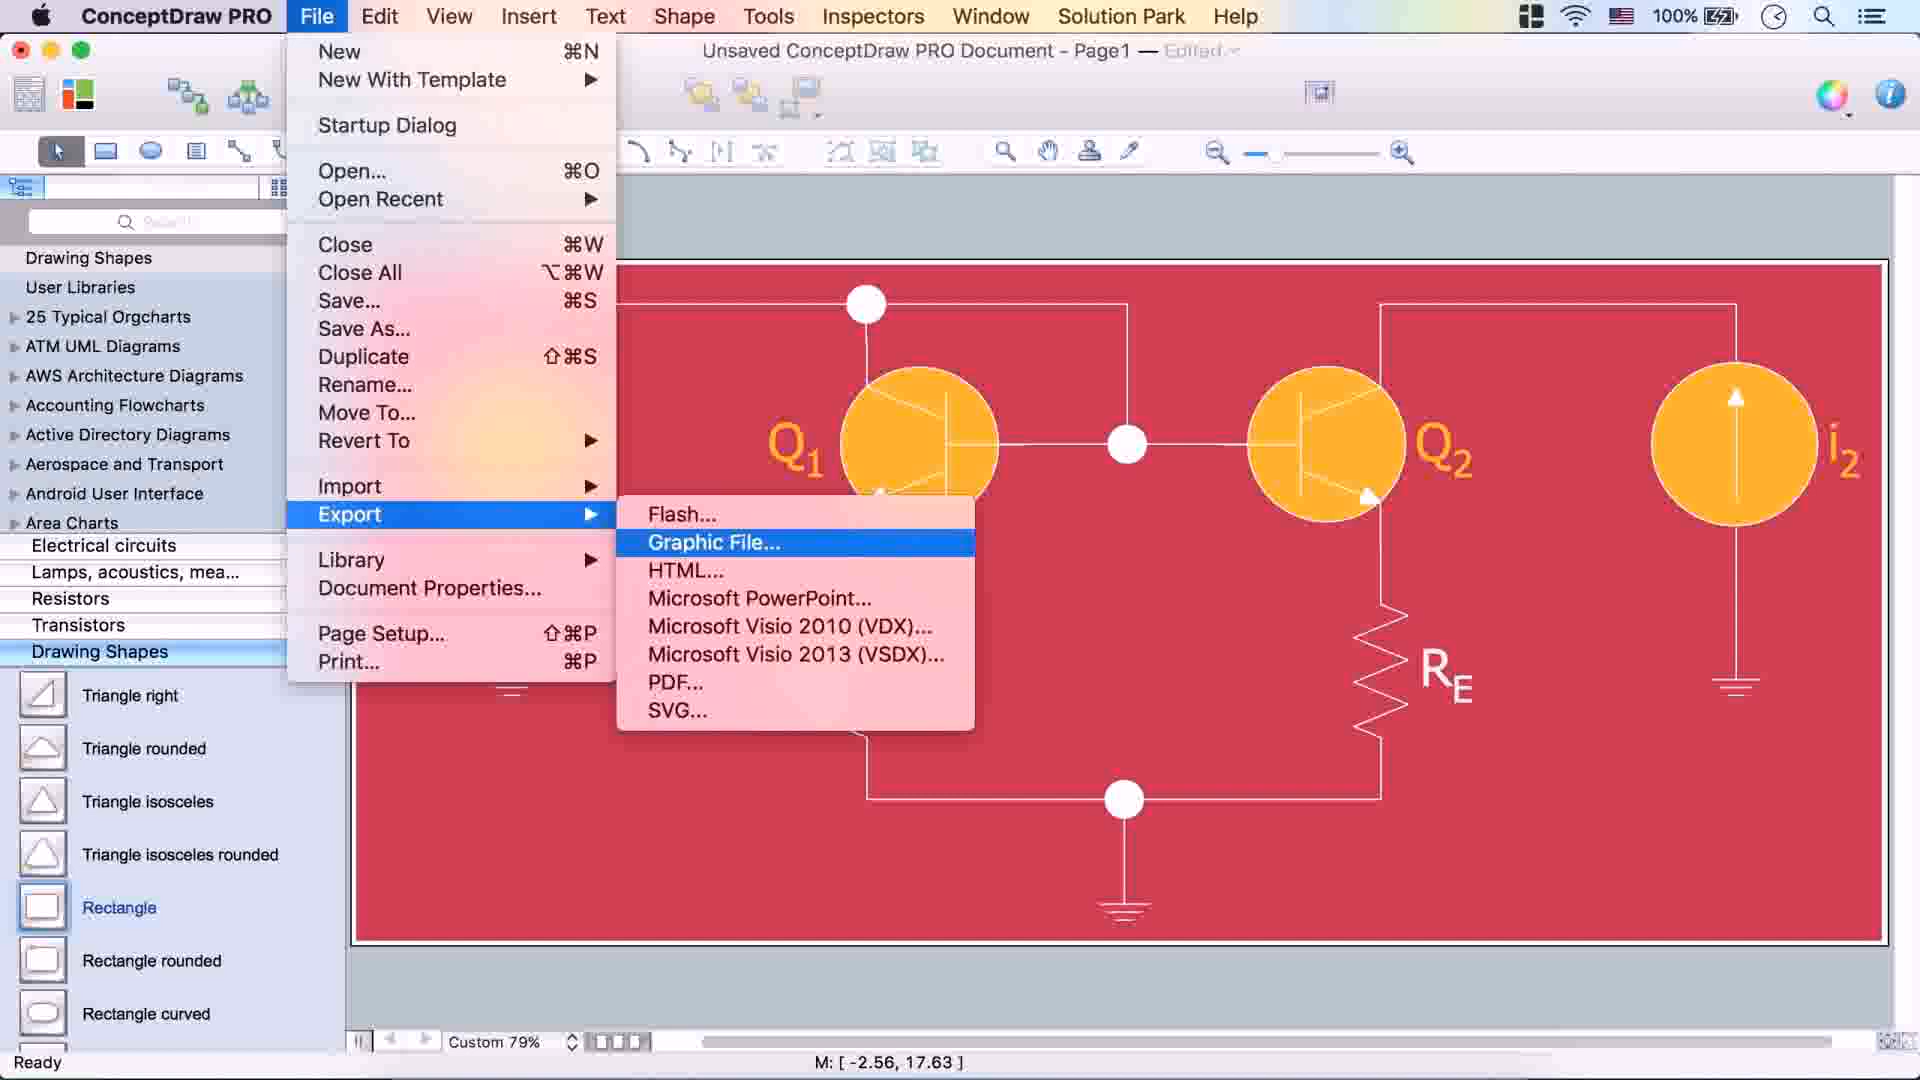 ConceptDraw PRO File Edit View Insert Text Shape Tools Inspectors Window Solution Park Help 100%
Unsaved ConceptDraw PRO Document - Page1 — Edited
New ⌘N
New With Template
Startup Dialog
Open... ⌘O
Open Recent
Close ⌘W
Close All ⌥⌘W
Save... ⌘S
Save As...
Duplicate ⇧⌘S
Rename...
Move To...
Revert To
Import
Export
Library
Document Properties...
Page Setup... ⇧⌘P
Print... ⌘P
Flash...
Graphic File...
HTML...
Microsoft PowerPoint...
Microsoft Visio 2010 (VDX)...
Microsoft Visio 2013 (VSDX)...
PDF...
SVG...
Search
Drawing Shapes
User Libraries
25 Typical Orgcharts
ATM UML Diagrams
AWS Architecture Diagrams
Accounting Flowcharts
Active Directory Diagrams
Aerospace and Transport
Android User Interface
Area Charts
Electrical circuits
Lamps, acoustics, mea...
Resistors
Transistors
Drawing Shapes
Triangle right
Triangle rounded
Triangle isosceles
Triangle isosceles rounded
Rectangle
Rectangle rounded
Rectangle curved
Q1
Q2
i2
RE
Custom 79%
Ready
M: [ -2.56, 17.63 ]